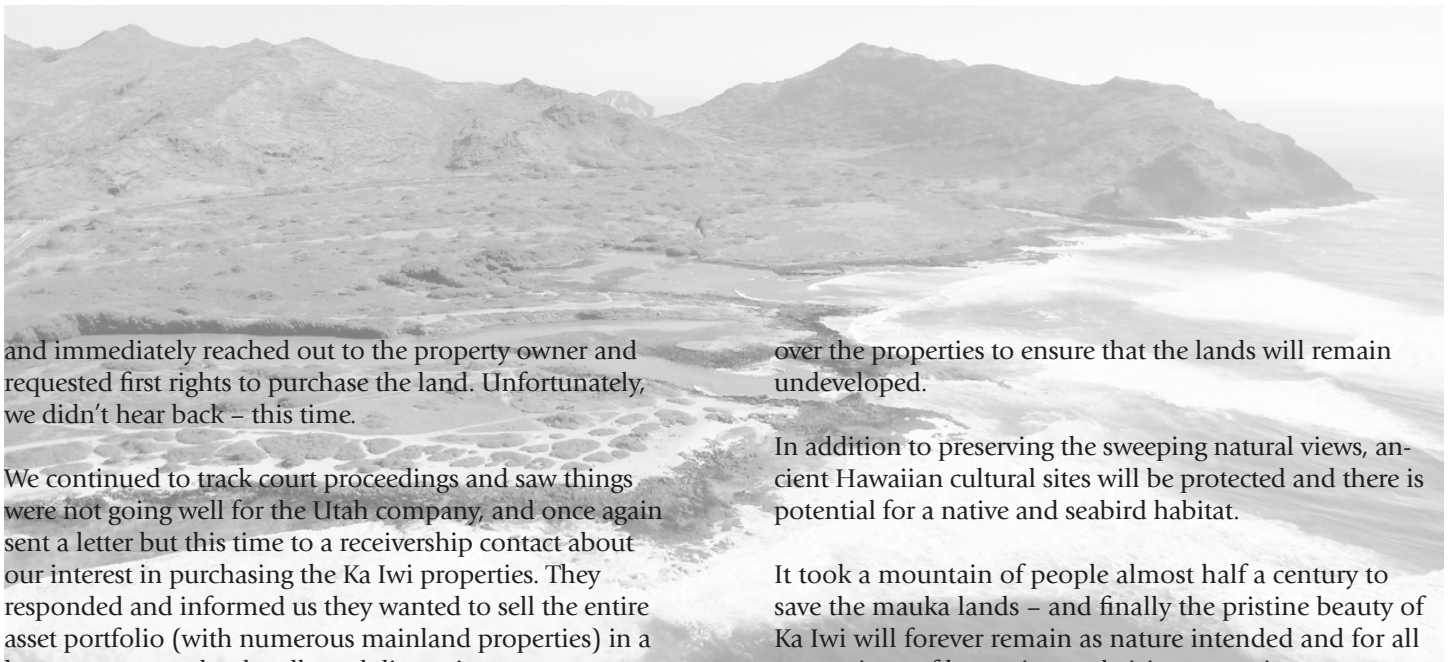 and immediately reached out to the property owner and
requested first rights to purchase the land. Unfortunately,
we didn’t hear back – this time.
We continued to track court proceedings and saw things
were not going well for the Utah company, and once again
sent a letter but this time to a receivership contact about
our interest in purchasing the Ka Iwi properties. They
responded and informed us they wanted to sell the entire
asset portfolio (with numerous mainland properties) in a
over the properties to ensure that the lands will remain
undeveloped.
In addition to preserving the sweeping natural views, an-
cient Hawaiian cultural sites will be protected and there is
potential for a native and seabird habitat.
It took a mountain of people almost half a century to
save the mauka lands – and finally the pristine beauty of
Ka Iwi will forever remain as nature intended and for all